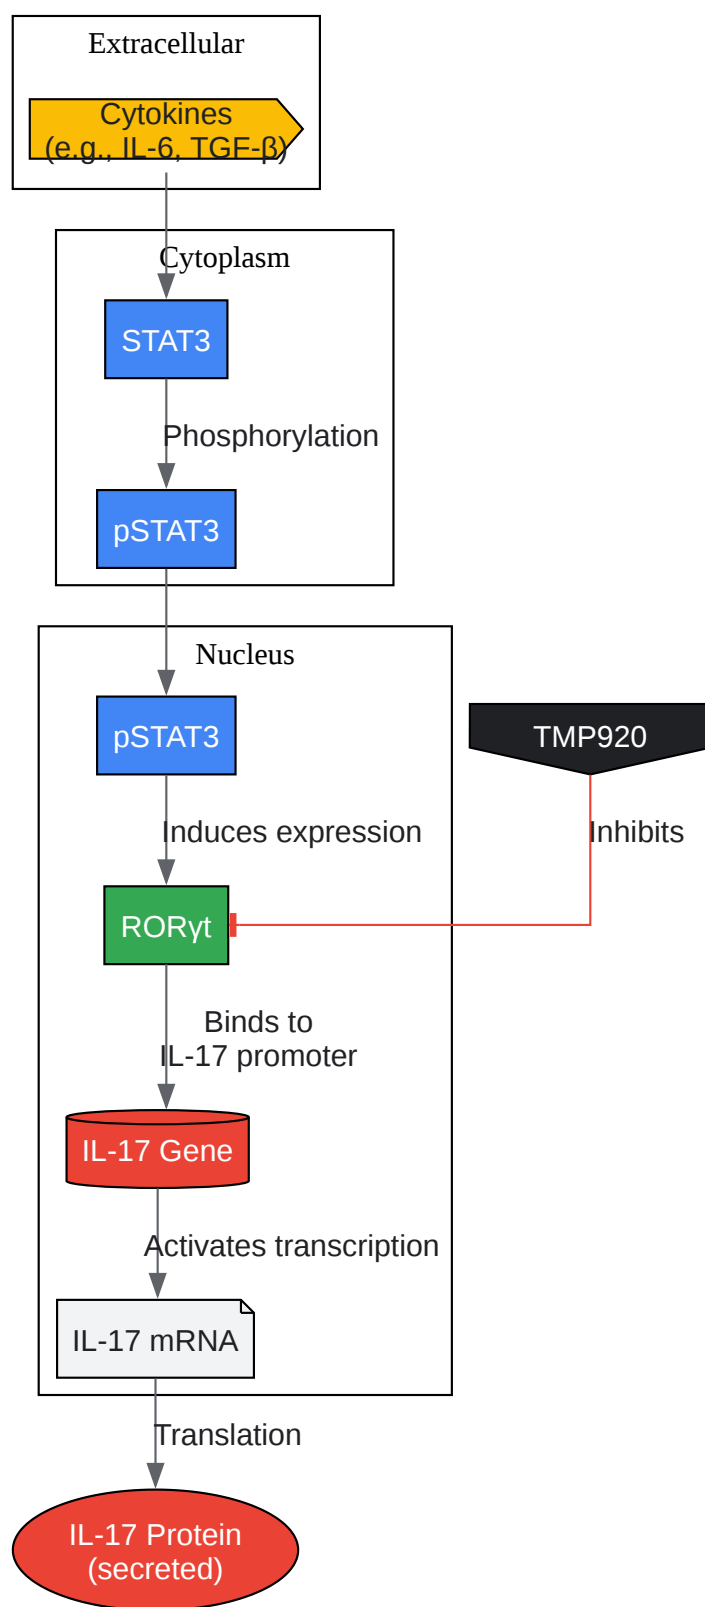 Extracellular
Cytokines
(e.g., IL-6, TGF-β)
Cytoplasm
STAT3
Phosphorylation
pSTAT3
Nucleus
pSTAT3
TMP920
Induces expression
Inhibits
RORγt
Binds to
IL-17 promoter
IL-17 Gene
Activates transcription
IL-17 mRNA
Translation
IL-17 Protein
(secreted)